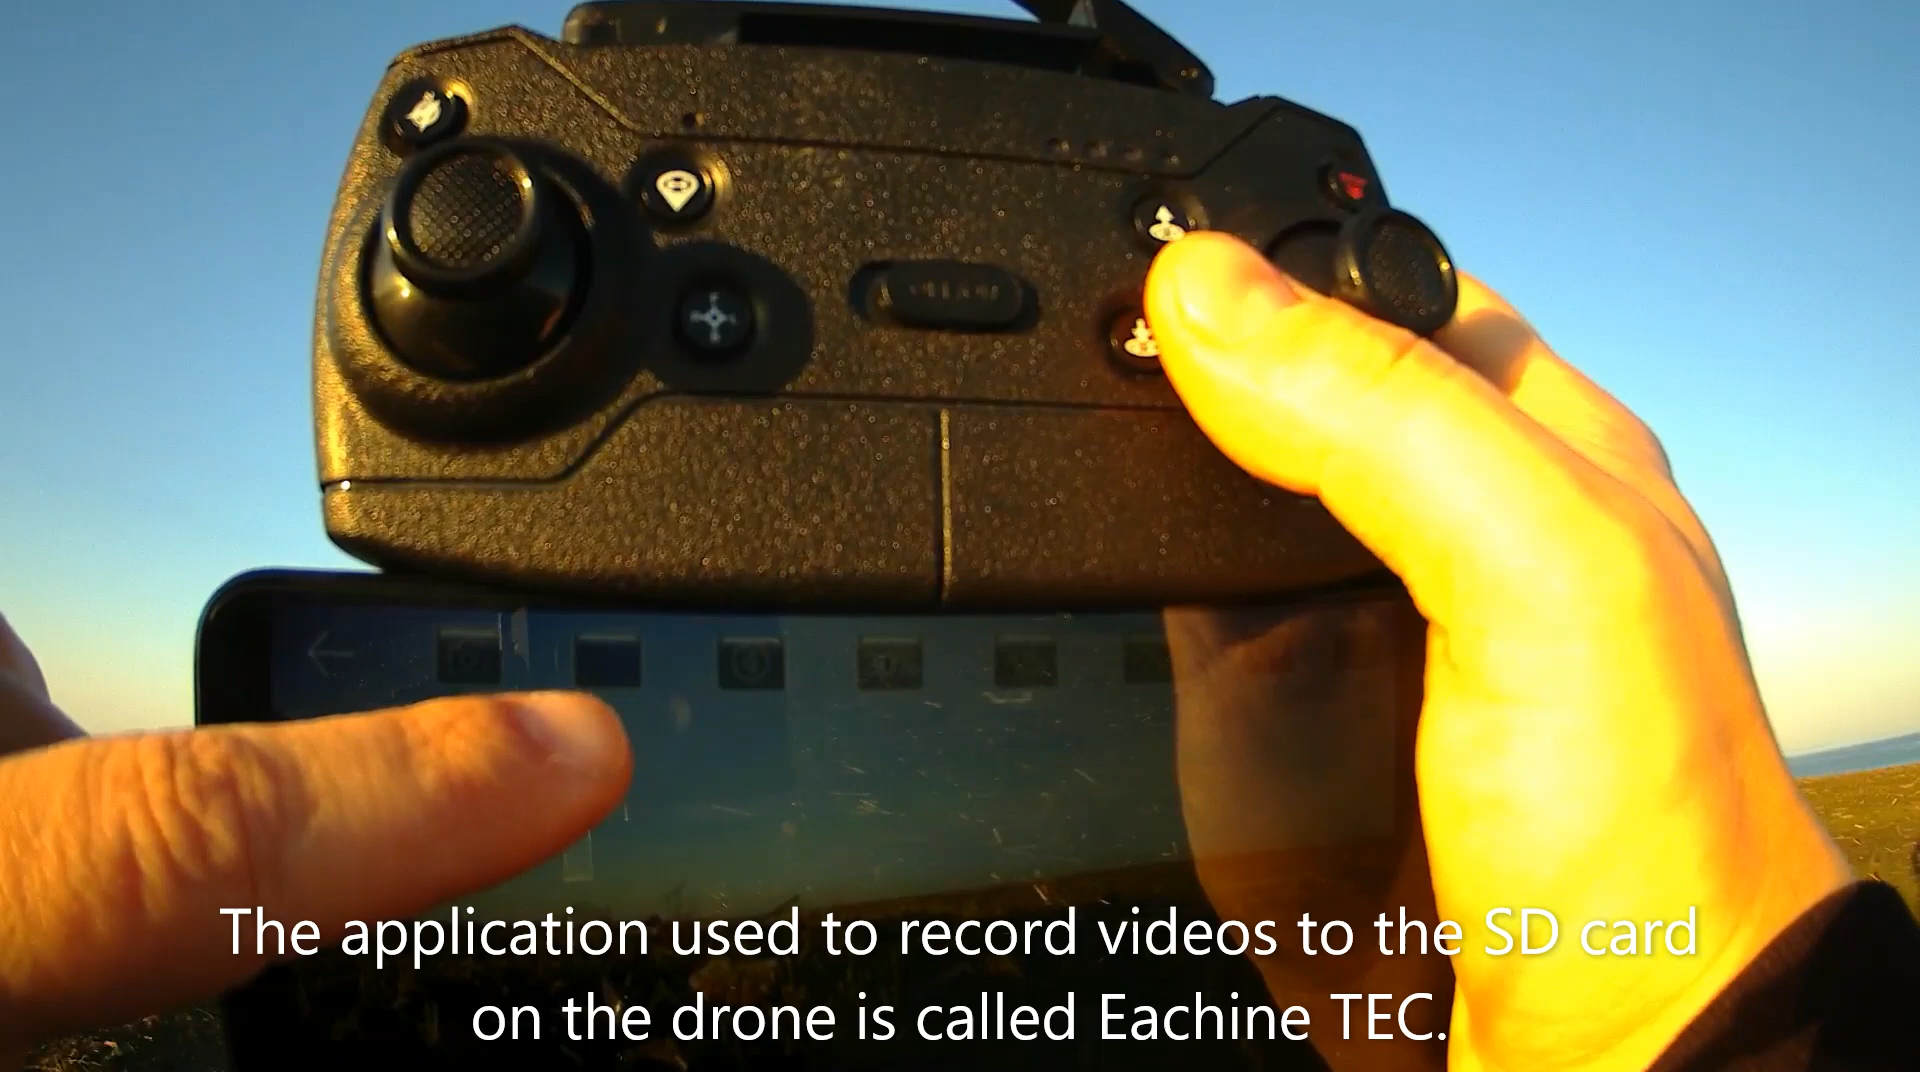 The application used to record videos to the SD card
on the drone is called Eachine TEC.